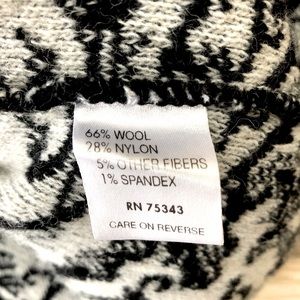 66% WOOL
28% NYLON
5% OTHER FIBERS
1% SPANDEX
RN 75343
CARE ON REVERSE